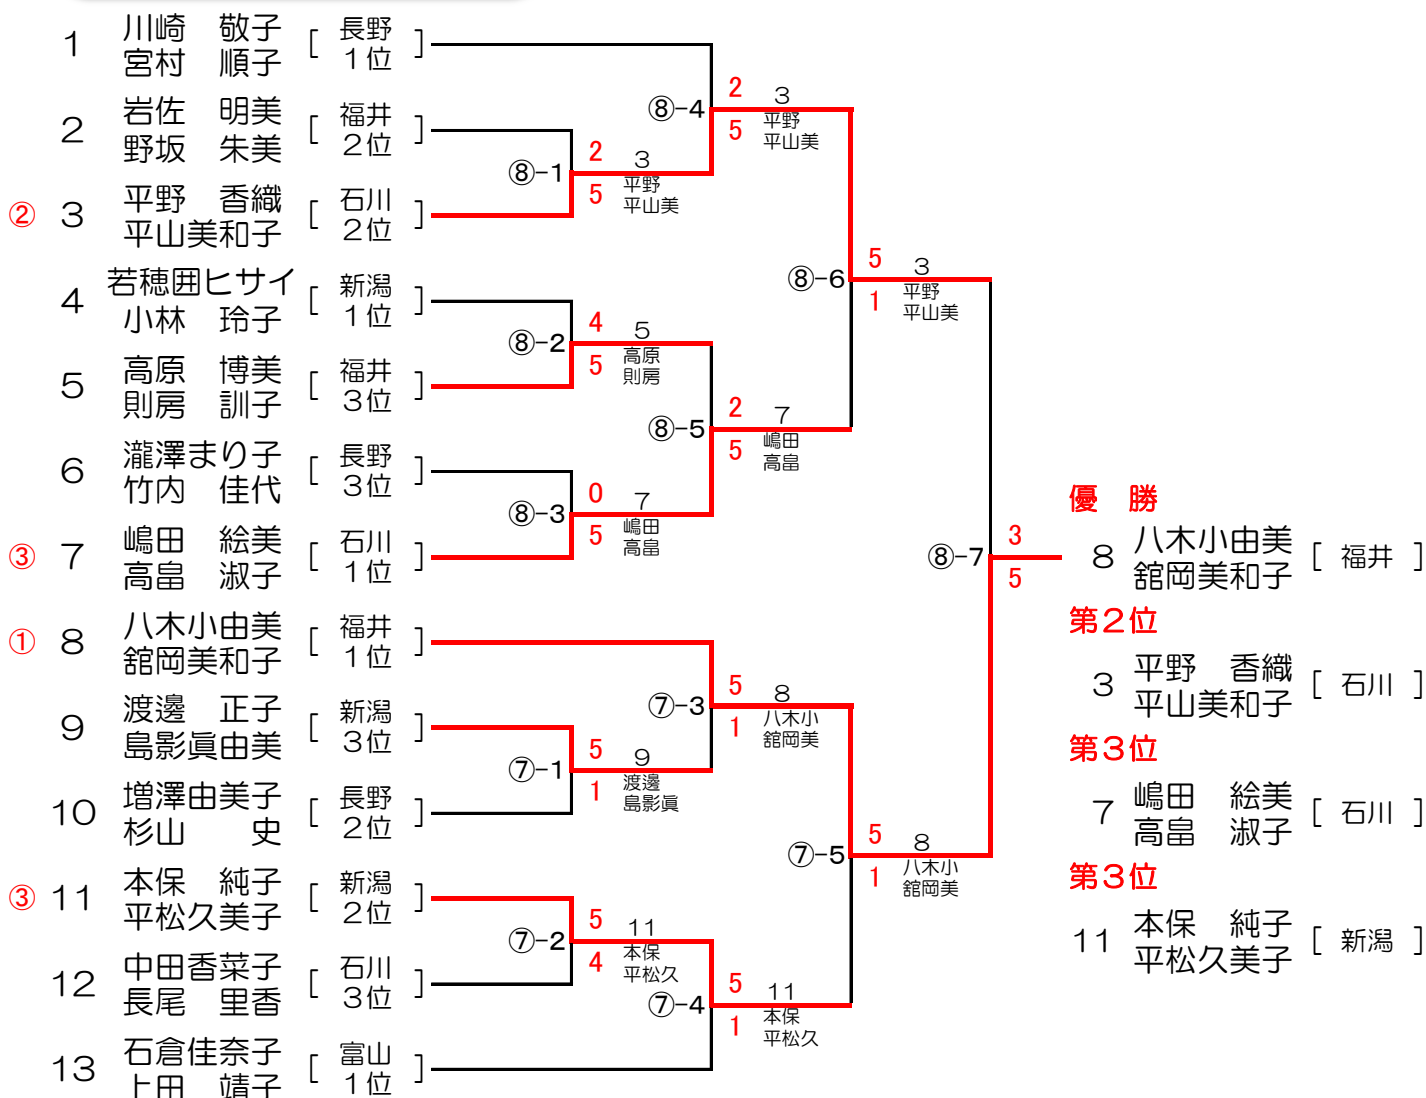 1 川崎 敬子 [ 長野 ]
宮村 順子 1位
2 岩佐 明美 [ 福井 ]
野坂 朱美 2位
② 3 平野 香織 [ 石川 ]
平山美和子 2位
4 若穂囲ヒサイ [ 新潟 ]
小林 玲子 1位
5 高原 博美 [ 福井 ]
則房 訓子 3位
6 瀧澤まり子 [ 長野 ]
竹内 佳代 3位
③ 7 嶋田 絵美 [ 石川 ]
高畠 淑子 1位
① 8 八木小由美 [ 福井 ]
舘岡美和子 1位
9 渡邊 正子 [ 新潟 ]
島影眞由美 3位
10 増澤由美子 [ 長野 ]
杉山 史 2位
③ 11 本保 純子 [ 新潟 ]
平松久美子 2位
12 中田香菜子 [ 石川 ]
長尾 里香 3位
13 石倉佳奈子 [ 富山 ]
上田 靖子 1位
⑧-1
2
5
3
平野
平山美
⑧-2
4
5
5
高原
則房
⑧-3
0
5
7
嶋田
高畠
⑦-1
5
1
9
渡邊
島影眞
⑦-2
5
4
11
本保
平松久
⑧-4
2
5
3
平野
平山美
⑧-5
2
5
7
嶋田
高畠
⑦-3
5
1
8
八木小
舘岡美
⑦-4
5
1
11
本保
平松久
⑧-6
5
1
3
平野
平山美
⑦-5
5
1
8
八木小
舘岡美
⑧-7
3
5
優 勝
8 八木小由美 [ 福井 ]
舘岡美和子
第2位
3 平野 香織 [ 石川 ]
平山美和子
第3位
7 嶋田 絵美 [ 石川 ]
高畠 淑子
第3位
11 本保 純子 [ 新潟 ]
平松久美子